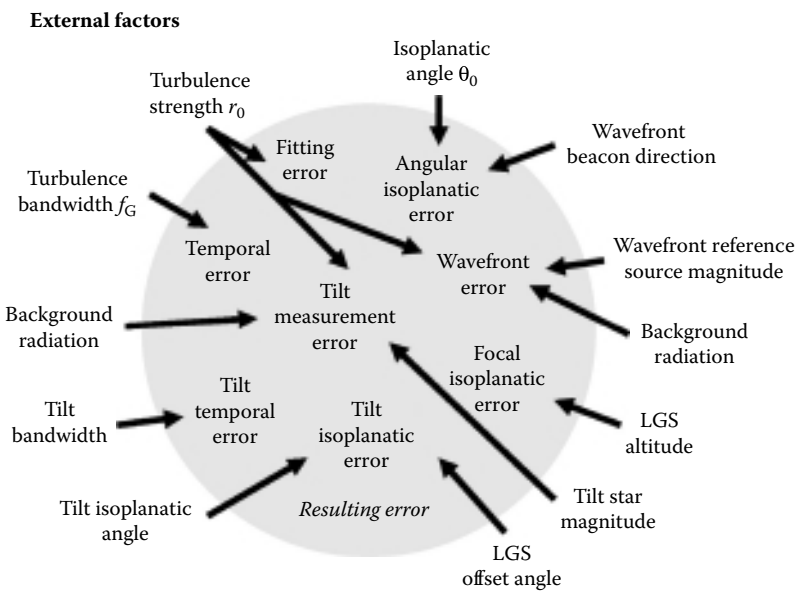 External factors
Isoplanatic
angle θ0
Turbulence
strength r0
Fitting
error
Angular
isoplanatic
error
Wavefront
beacon direction
Turbulence
bandwidth fG
Temporal
error
Wavefront
error
Wavefront reference
source magnitude
Tilt
measurement
error
Background
radiation
Background
radiation
Focal
isoplanatic
error
Tilt
temporal
error
Tilt
isoplanatic
error
Tilt
bandwidth
LGS
altitude
Tilt isoplanatic
angle
Resulting error
Tilt star
magnitude
LGS
offset angle